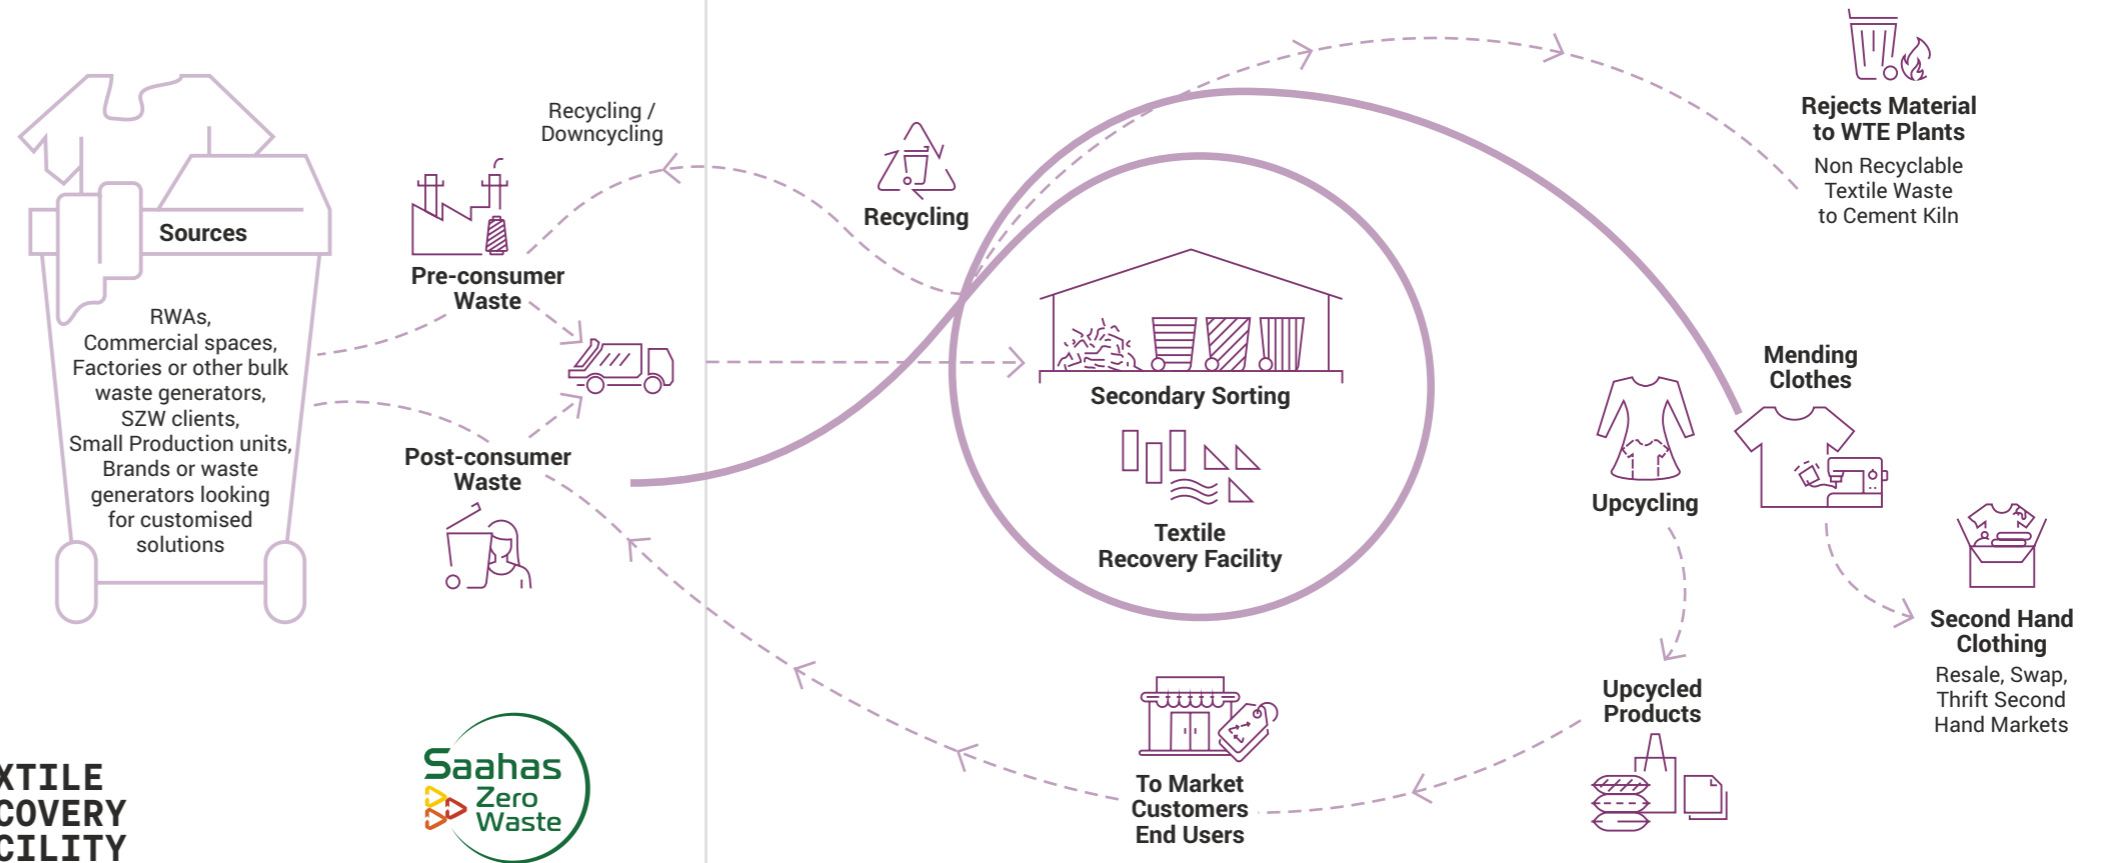 Sources
RWAs,
Commercial spaces,
Factories or other bulk
waste generators,
SZW clients,
Small Production units,
Brands or waste
generators looking
for customised
solutions
Recycling /
Downcycling
Pre-consumer
Waste
Post-consumer
Waste
Recycling
Secondary Sorting
Textile
Recovery Facility
Rejects Material
to WTE Plants
Non Recyclable
Textile Waste
to Cement Kiln
Mending
Clothes
Upcycling
Second Hand
Clothing
Resale, Swap,
Thrift Second
Hand Markets
Upcycled
Products
To Market
Customers
End Users
XTILE
COVERY
CILITY
Saahas
Zero
Waste